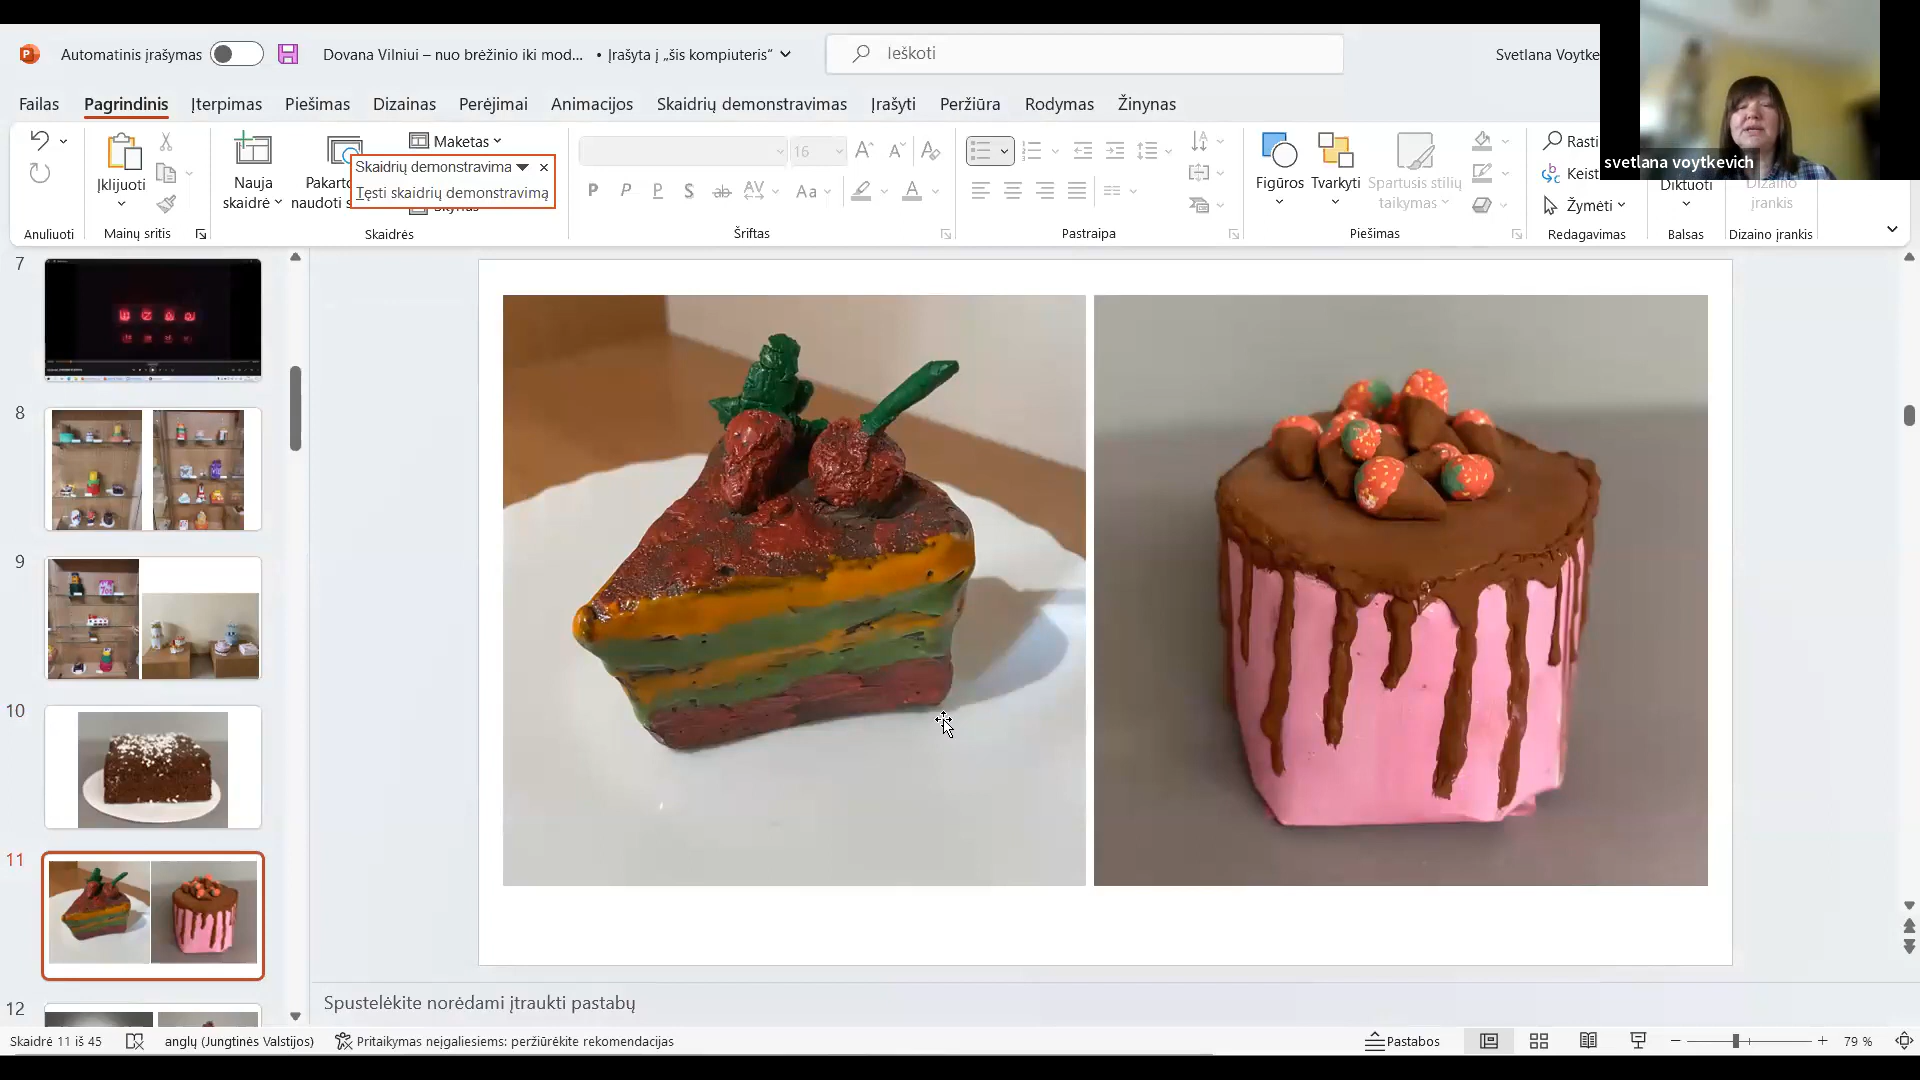 Automatinis įrašymas
Dovana Vilniui – nuo brėžinio iki mod... • Įrašyta į „šis kompiuteris“
Ieškoti
Svetlana Voytke
Failas Pagrindinis Įterpimas Piešimas Dizainas Perėjimai Animacijos Skaidrių demonstravimas Įrašyti Peržiūra Rodymas Žinynas
Įklijuoti
Mainų sritis
Anuliuoti
Nauja
skaidrė
Pakarto
naudoti s
Maketas
Skaidrių demonstravima
Tęsti skaidrių demonstravimą
Skaidrės
16
P P P S ab AV Aa A
Šriftas
Pastraipa
Figūros
Tvarkyti
Spartusis stilių
taikymas
Piešimas
Rasti
Keist
Žymėti
Redagavimas
Diktuoti
Balsas
Dizaino
įrankis
Dizaino įrankis
svetlana voytkevich
7
8
9
10
11
12
Spustelėkite norėdami įtraukti pastabų
Skaidrė 11 iš 45
anglų (Jungtinės Valstijos)
Pritaikymas neįgaliesiems: peržiūrėkite rekomendacijas
Pastabos
79 %